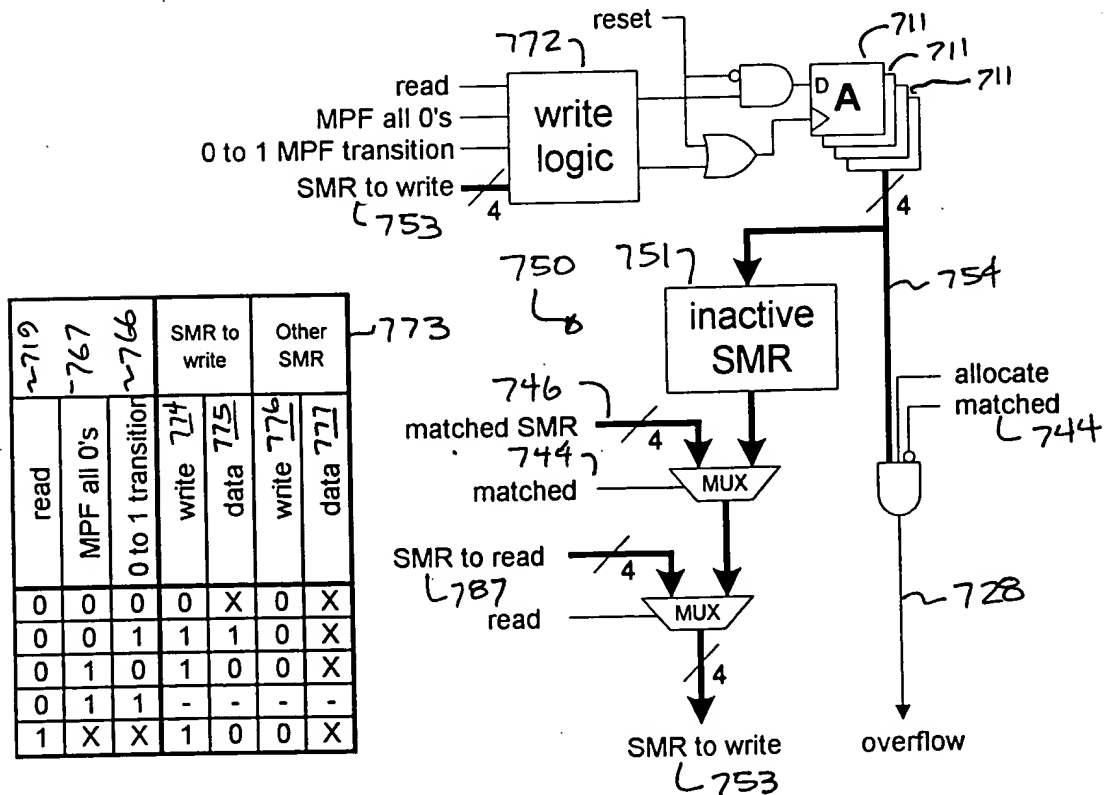 reset
772
711
711
711
read
MPF all 0's
0 to 1 MPF transition
SMR to write
4
753
write
logic
D
A
4
750
751
754
inactive
SMR
746
matched SMR
4
744
matched
MUX
SMR to read
4
787
read
MUX
4
SMR to write
753
allocate
matched
744
728
overflow
773
~719 -767 ~766 SMR to write Other SMR
read MPF all 0's 0 to 1 transition write 774 data 775 write 776 data 777
0 0 0 0 X 0 X
0 0 1 1 1 0 X
0 1 0 1 0 0 X
0 1 1 - - - -
1 X X 1 0 0 X